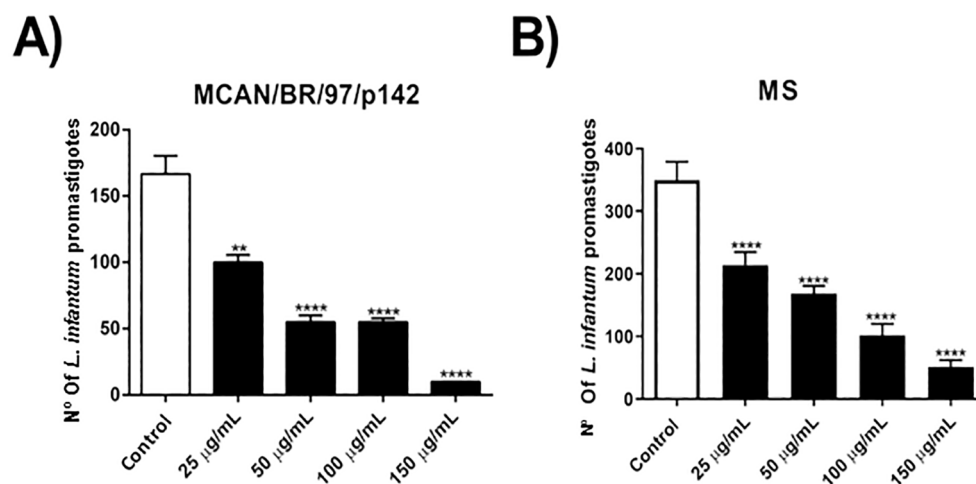 A)
MCAN/BR/97/p142
Nº Of L. infantum promastigotes
200
150
100
50
0
**
****
****
****
Control
25 µg/mL
50 µg/mL
100 µg/mL
150 µg/mL
B)
MS
Nº Of L. infantum promastigotes
400
300
200
100
0
****
****
****
****
Control
25 µg/mL
50 µg/mL
100 µg/mL
150 µg/mL